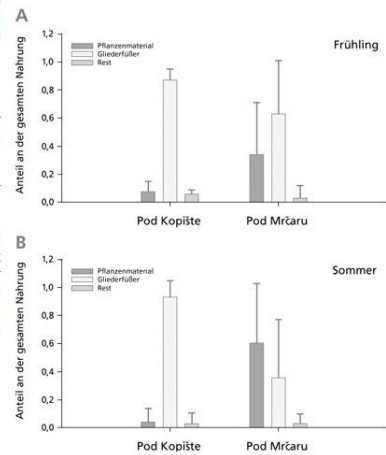 A
Frühling
Anteil an der gesamten Nahrung
1,2
1,0
0,8
0,6
0,4
0,2
0,0
Pflanzenmaterial
Gliederfüßer
Rest
Pod Kopište
Pod Mrčaru
B
Sommer
Anteil an der gesamten Nahrung
1,2
1,0
0,8
0,6
0,4
0,2
0,0
Pflanzenmaterial
Gliederfüßer
Rest
Pod Kopište
Pod Mrčaru